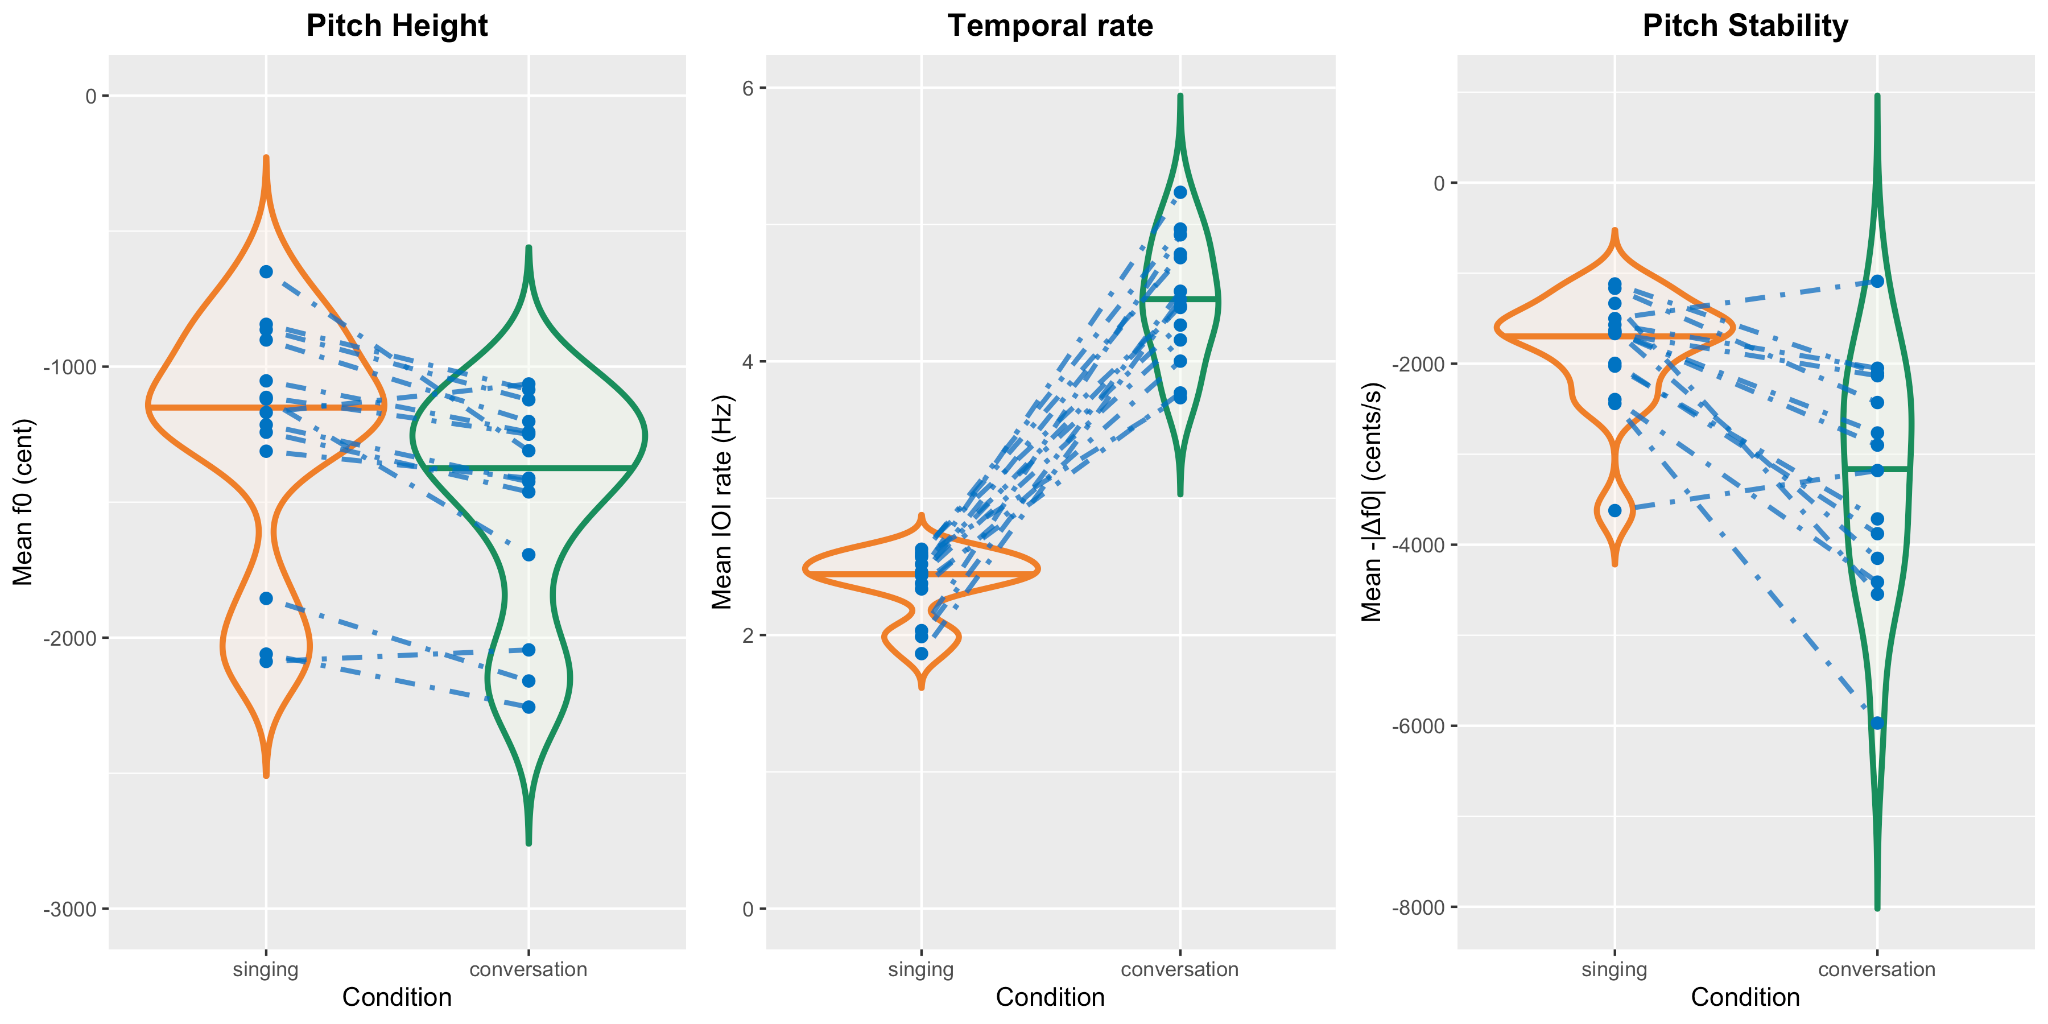 Pitch Height
Mean f0 (cent)
0
-1000
-2000
-3000
singing conversation
Condition
Temporal rate
Mean IOI rate (Hz)
6
4
2
0
singing conversation
Condition
Pitch Stability
Mean -|Δf0| (cents/s)
0
-2000
-4000
-6000
-8000
singing conversation
Condition